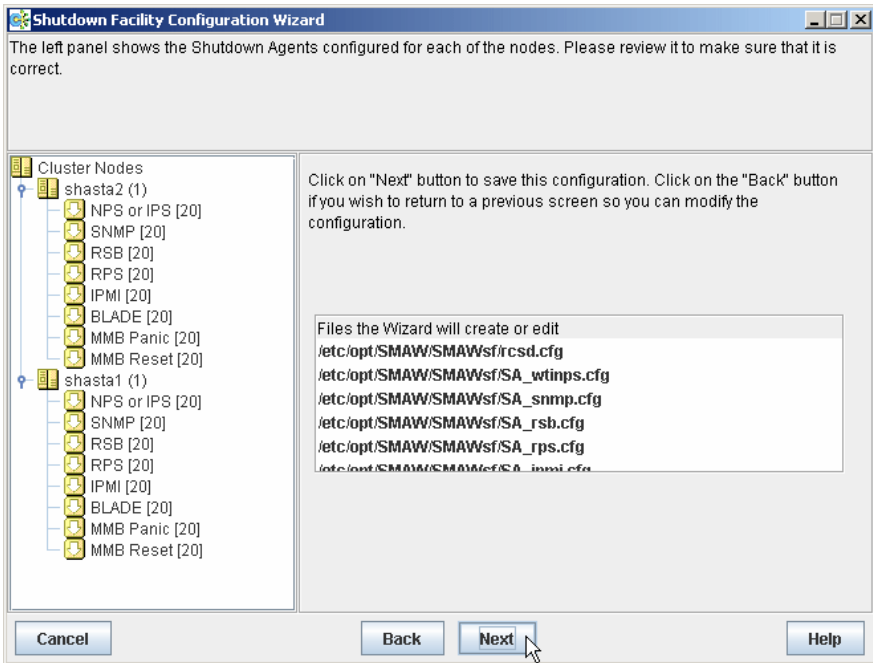 Shutdown Facility Configuration Wizard
The left panel shows the Shutdown Agents configured for each of the nodes. Please review it to make sure that it is
correct.
Cluster Nodes
shasta2 (1)
NPS or IPS [20]
SNMP [20]
RSB [20]
RPS [20]
IPMI [20]
BLADE [20]
MMB Panic [20]
MMB Reset [20]
shasta1 (1)
NPS or IPS [20]
SNMP [20]
RSB [20]
RPS [20]
IPMI [20]
BLADE [20]
MMB Panic [20]
MMB Reset [20]
Click on "Next" button to save this configuration. Click on the "Back" button
if you wish to return to a previous screen so you can modify the
configuration.
Files the Wizard will create or edit
/etc/opt/SMAW/SMAWsf/rcsd.cfg
/etc/opt/SMAW/SMAWsf/SA_wtinps.cfg
/etc/opt/SMAW/SMAWsf/SA_snmp.cfg
/etc/opt/SMAW/SMAWsf/SA_rsb.cfg
/etc/opt/SMAW/SMAWsf/SA_rps.cfg
/etc/opt/SMAW/SMAWsf/SA_ipmi.cfg
Cancel
Back
Next
Help